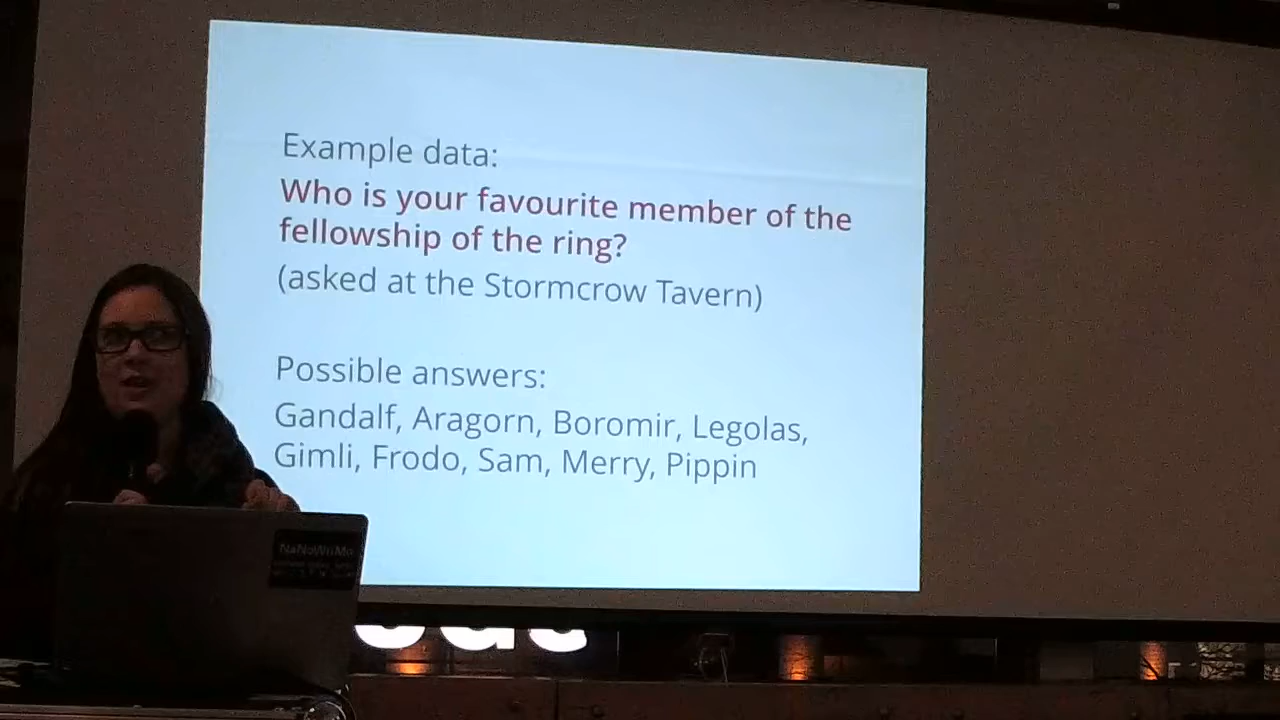 Example data:
Who is your favourite member of the
fellowship of the ring?
(asked at the Stormcrow Tavern)
Possible answers:
Gandalf, Aragorn, Boromir, Legolas,
Gimli, Frodo, Sam, Merry, Pippin
NaNoWriMo